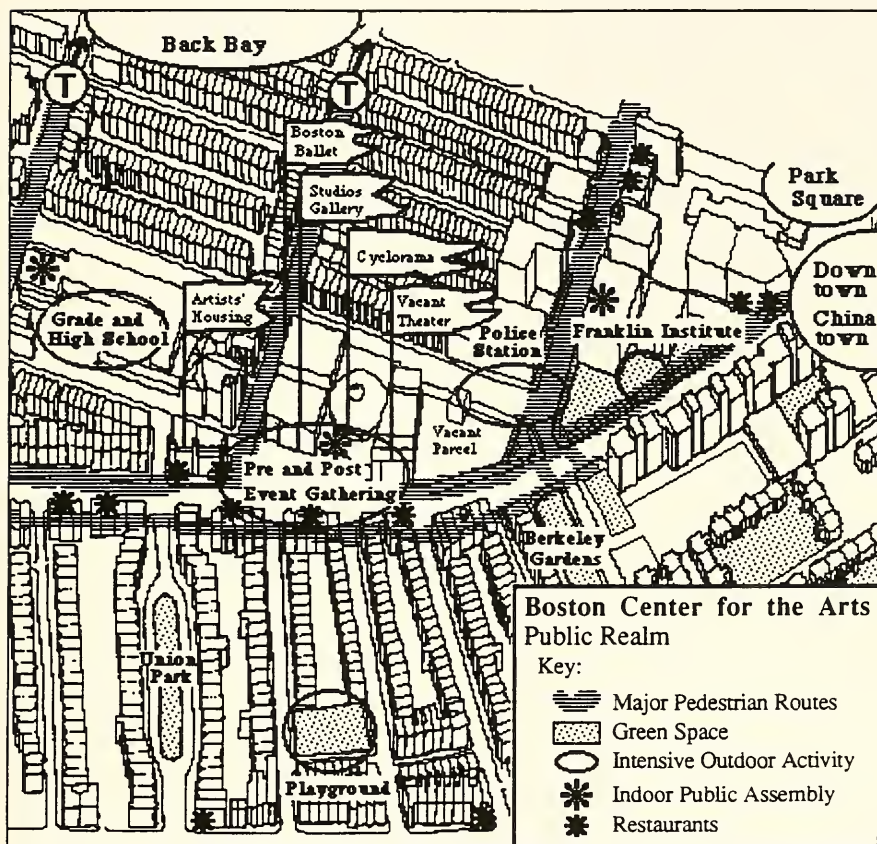 Back Bay
T
T
Boston
Ballet
Studios
Gallery
Park
Square
Cyclorama
Down
town
China
town
Artists'
Housing
Vacant
Theater
Grade and
High School
Police
Station
Franklin Institute
Vacant
Parcel
Pre and Post
Event Gathering
Berkeley
Gardens
Union
Park
Playground
Boston Center for the Arts
Public Realm
Key:
Major Pedestrian Routes
Green Space
Intensive Outdoor Activity
Indoor Public Assembly
Restaurants